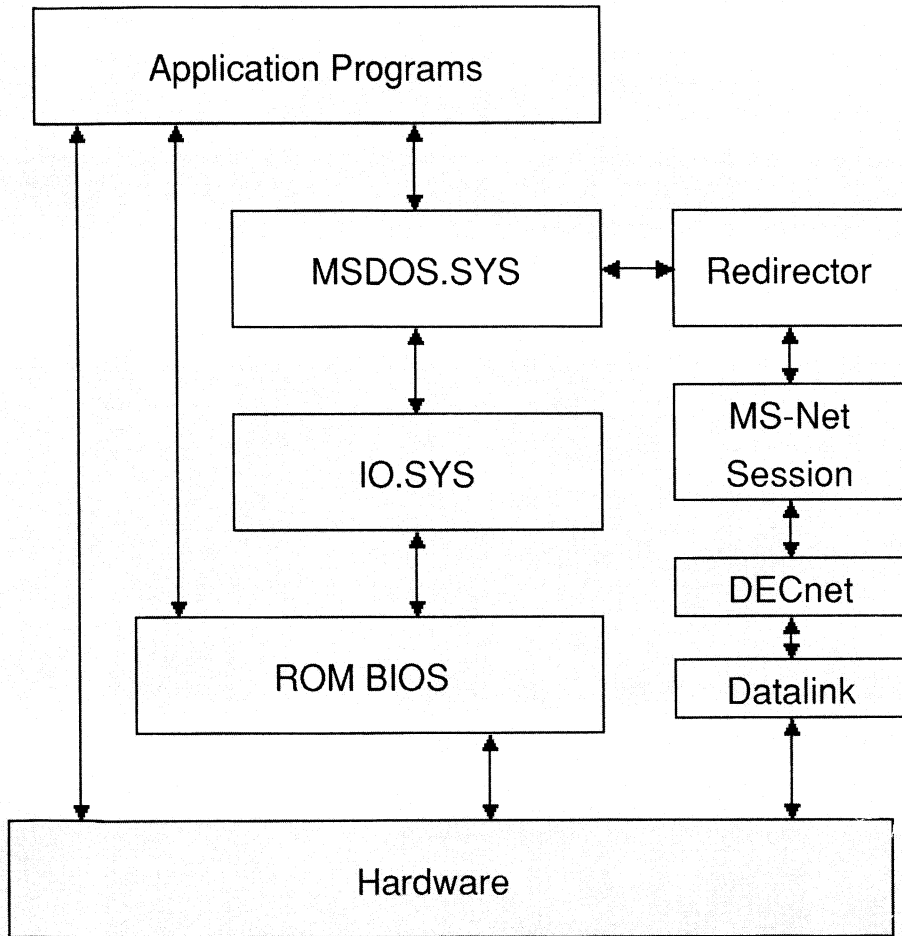 Application Programs
MSDOS.SYS
Redirector
IO.SYS
MS-Net
Session
DECnet
ROM BIOS
Datalink
Hardware